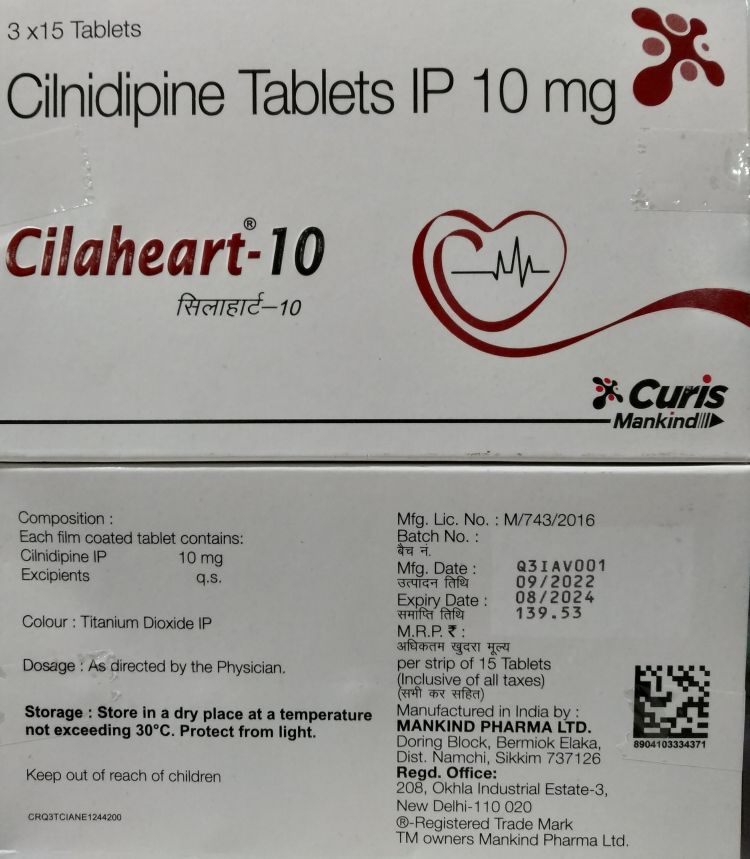 3 x15 Tablets
Cilnidipine Tablets IP 10 mg
Cilaheart®-10
सिलाहार्ट–10
Curis
Mankind
Composition :
Each film coated tablet contains:
Cilnidipine IP 10 mg
Excipients q.s.
Colour : Titanium Dioxide IP
Dosage : As directed by the Physician.
Storage : Store in a dry place at a temperature
not exceeding 30°C. Protect from light.
Keep out of reach of children
CRQ3TCIANE1244200
Mfg. Lic. No. : M/743/2016
Batch No. :
बैच नं.
Mfg. Date : Q3IAV001
उत्पादन तिथि 09/2022
Expiry Date : 08/2024
समाप्ति तिथि 139.53
M.R.P. ₹ :
अधिकतम खुदरा मूल्य
per strip of 15 Tablets
(Inclusive of all taxes)
(सभी कर सहित)
Manufactured in India by :
MANKIND PHARMA LTD.
Doring Block, Bermiok Elaka,
Dist. Namchi, Sikkim 737126
Regd. Office:
208, Okhla Industrial Estate-3,
New Delhi-110 020
®-Registered Trade Mark
TM owners Mankind Pharma Ltd.
8904103334371